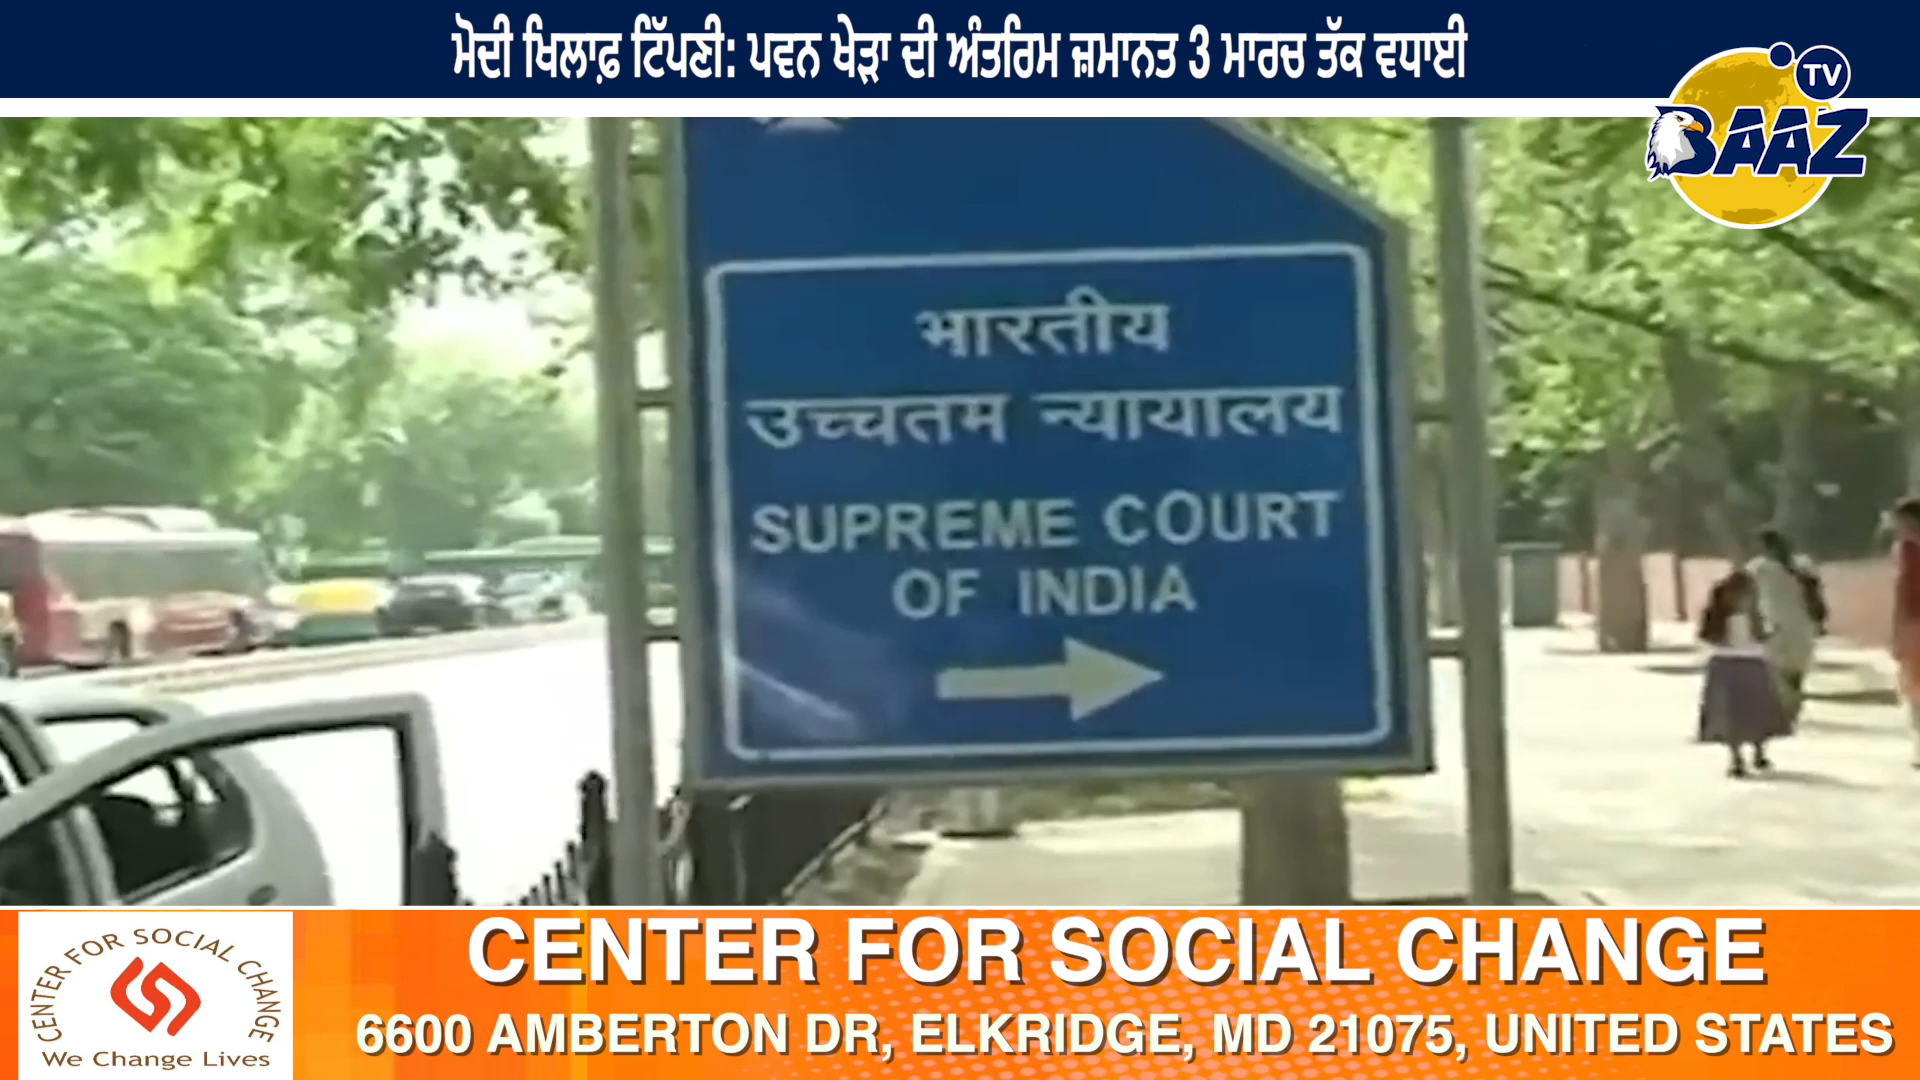 ਮੋਦੀ ਖਿਲਾਫ਼ ਟਿੱਪਣੀ: ਪਵਨ ਖੇੜਾ ਦੀ ਅੰਤਰਿਮ ਜ਼ਮਾਨਤ 3 ਮਾਰਚ ਤੱਕ ਵਧਾਈ
TV
BAAZ
भारतीय
उच्चतम न्यायालय
SUPREME COURT
OF INDIA
CENTER FOR SOCIAL CHANGE
We Change Lives
CENTER FOR SOCIAL CHANGE
6600 AMBERTON DR, ELKRIDGE, MD 21075, UNITED STATES